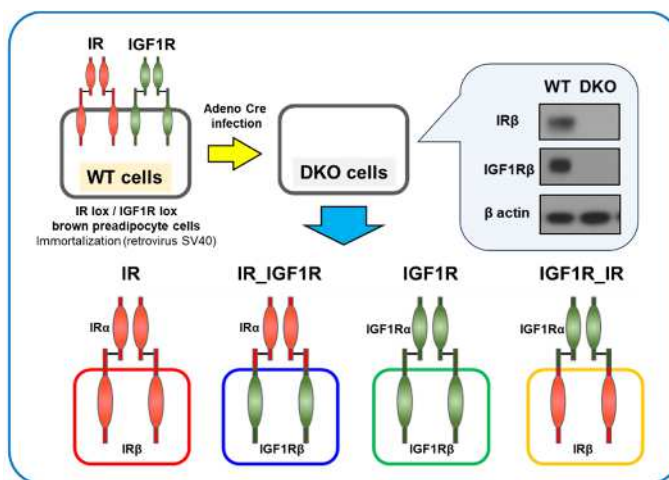 IR IGF1R
WT cells
IR lox / IGF1R lox
brown preadipocyte cells
Immortalization (retrovirus SV40)
Adeno Cre
infection
DKO cells
WT DKO
IRβ
IGF1Rβ
β actin
IR IR_IGF1R IGF1R IGF1R_IR
IRα IRα IGF1Rα IGF1Rα
IRβ IGF1Rβ IGF1Rβ IRβ